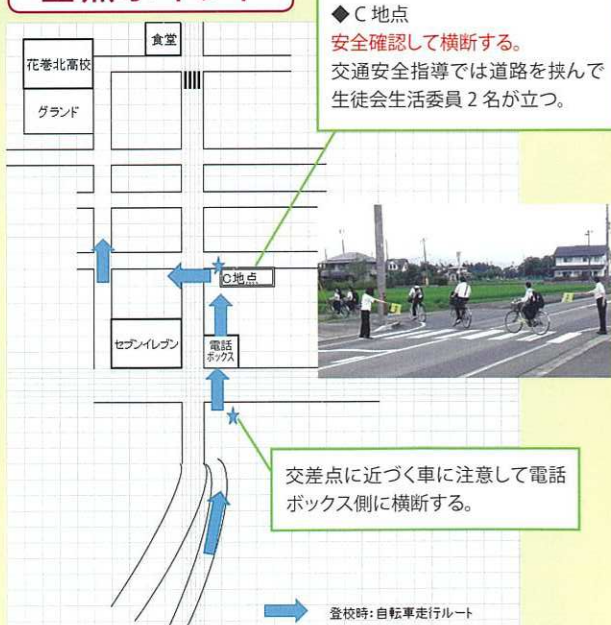 ◆C地点
安全確認して横断する。
交通安全指導では道路を挟んで
生徒会生活委員2名が立つ。
食堂
花巻北高校
グランド
C地点
セブンイレブン
電話
ボックス
交差点に近づく車に注意して電話
ボックス側に横断する。
登校時:自転車走行ルート